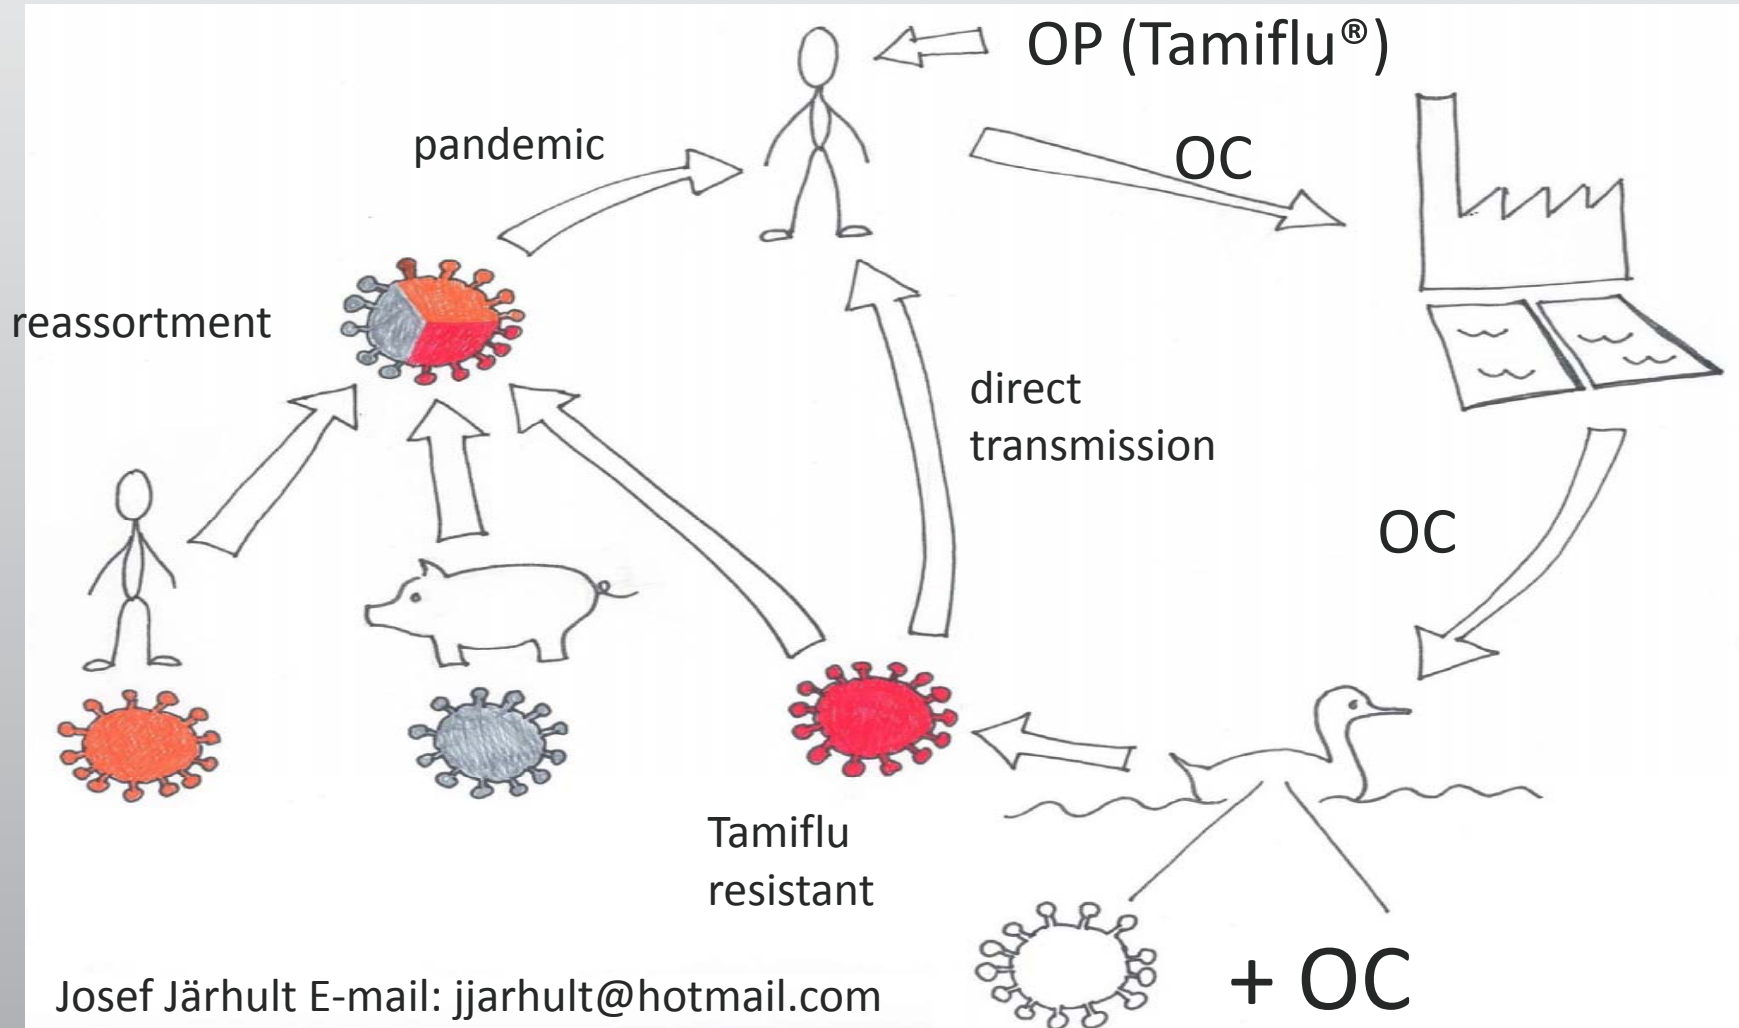 OP (Tamiflu®)
pandemic
OC
reassortment
direct
transmission
OC
Tamiflu
resistant
+ OC
Josef Järhult E-mail: jjarhult@hotmail.com